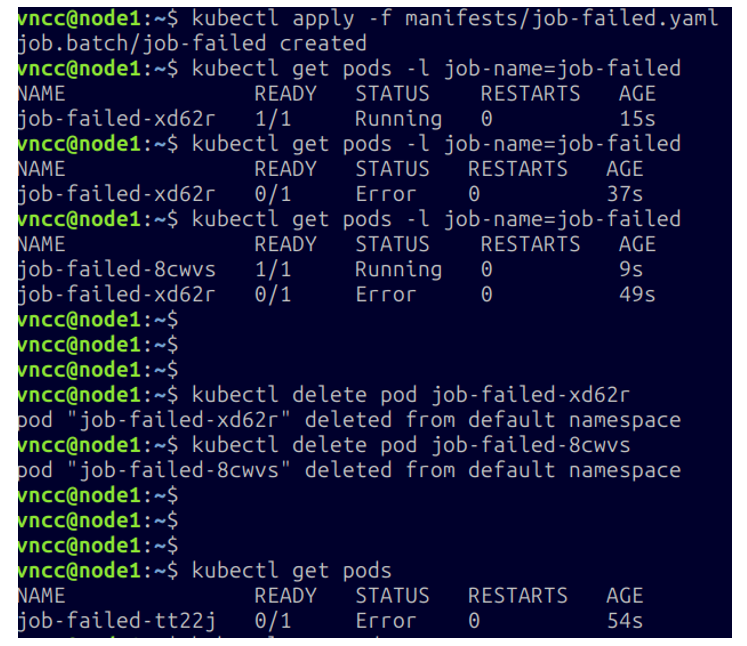 vncc@node1:~$ kubectl apply -f manifests/job-failed.yaml
job.batch/job-failed created
vncc@node1:~$ kubectl get pods -l job-name=job-failed
NAME READY STATUS RESTARTS AGE
job-failed-xd62r 1/1 Running 0 15s
vncc@node1:~$ kubectl get pods -l job-name=job-failed
NAME READY STATUS RESTARTS AGE
job-failed-xd62r 0/1 Error 0 37s
vncc@node1:~$ kubectl get pods -l job-name=job-failed
NAME READY STATUS RESTARTS AGE
job-failed-8cwvs 1/1 Running 0 9s
job-failed-xd62r 0/1 Error 0 49s
vncc@node1:~$
vncc@node1:~$
vncc@node1:~$
vncc@node1:~$ kubectl delete pod job-failed-xd62r
pod "job-failed-xd62r" deleted from default namespace
vncc@node1:~$ kubectl delete pod job-failed-8cwvs
pod "job-failed-8cwvs" deleted from default namespace
vncc@node1:~$
vncc@node1:~$
vncc@node1:~$
vncc@node1:~$ kubectl get pods
NAME READY STATUS RESTARTS AGE
job-failed-tt22j 0/1 Error 0 54s